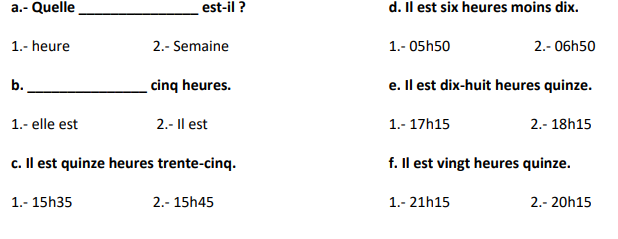 a.- Quelle ________________ est-il ?
1.- heure 2.- Semaine
b. ________________ cinq heures.
1.- elle est 2.- Il est
c. Il est quinze heures trente-cinq.
1.- 15h35 2.- 15h45
d. Il est six heures moins dix.
1.- 05h50 2.- 06h50
e. Il est dix-huit heures quinze.
1.- 17h15 2.- 18h15
f. Il est vingt heures quinze.
1.- 21h15 2.- 20h15